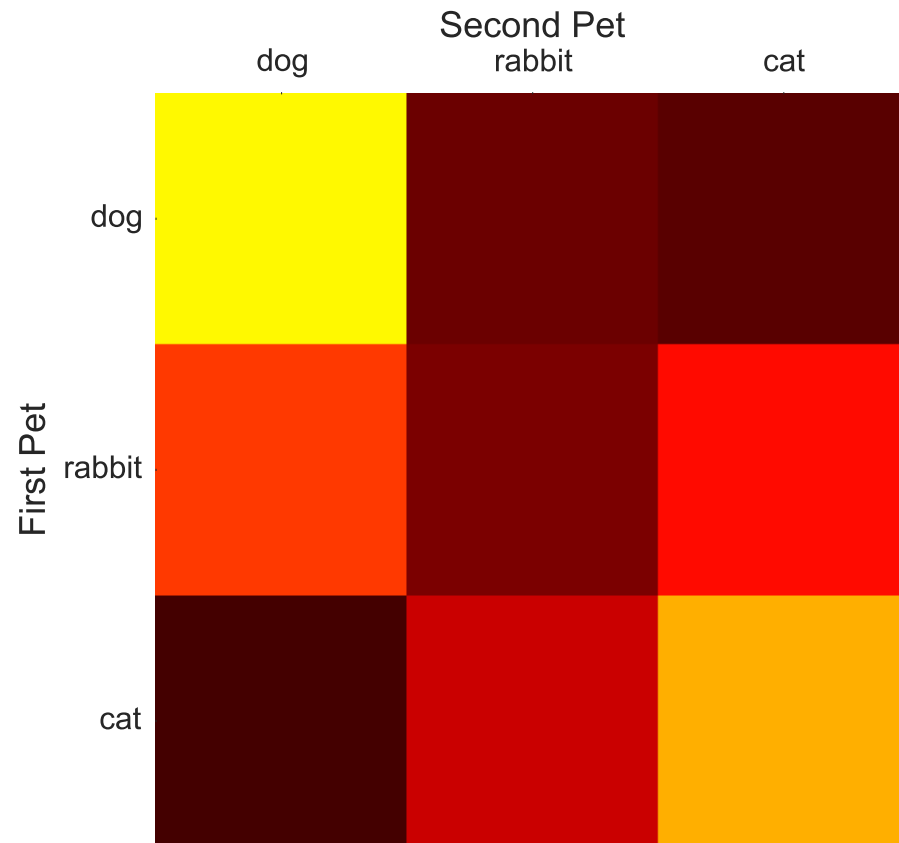 Second Pet
dog rabbit cat
dog
First Pet
rabbit
cat